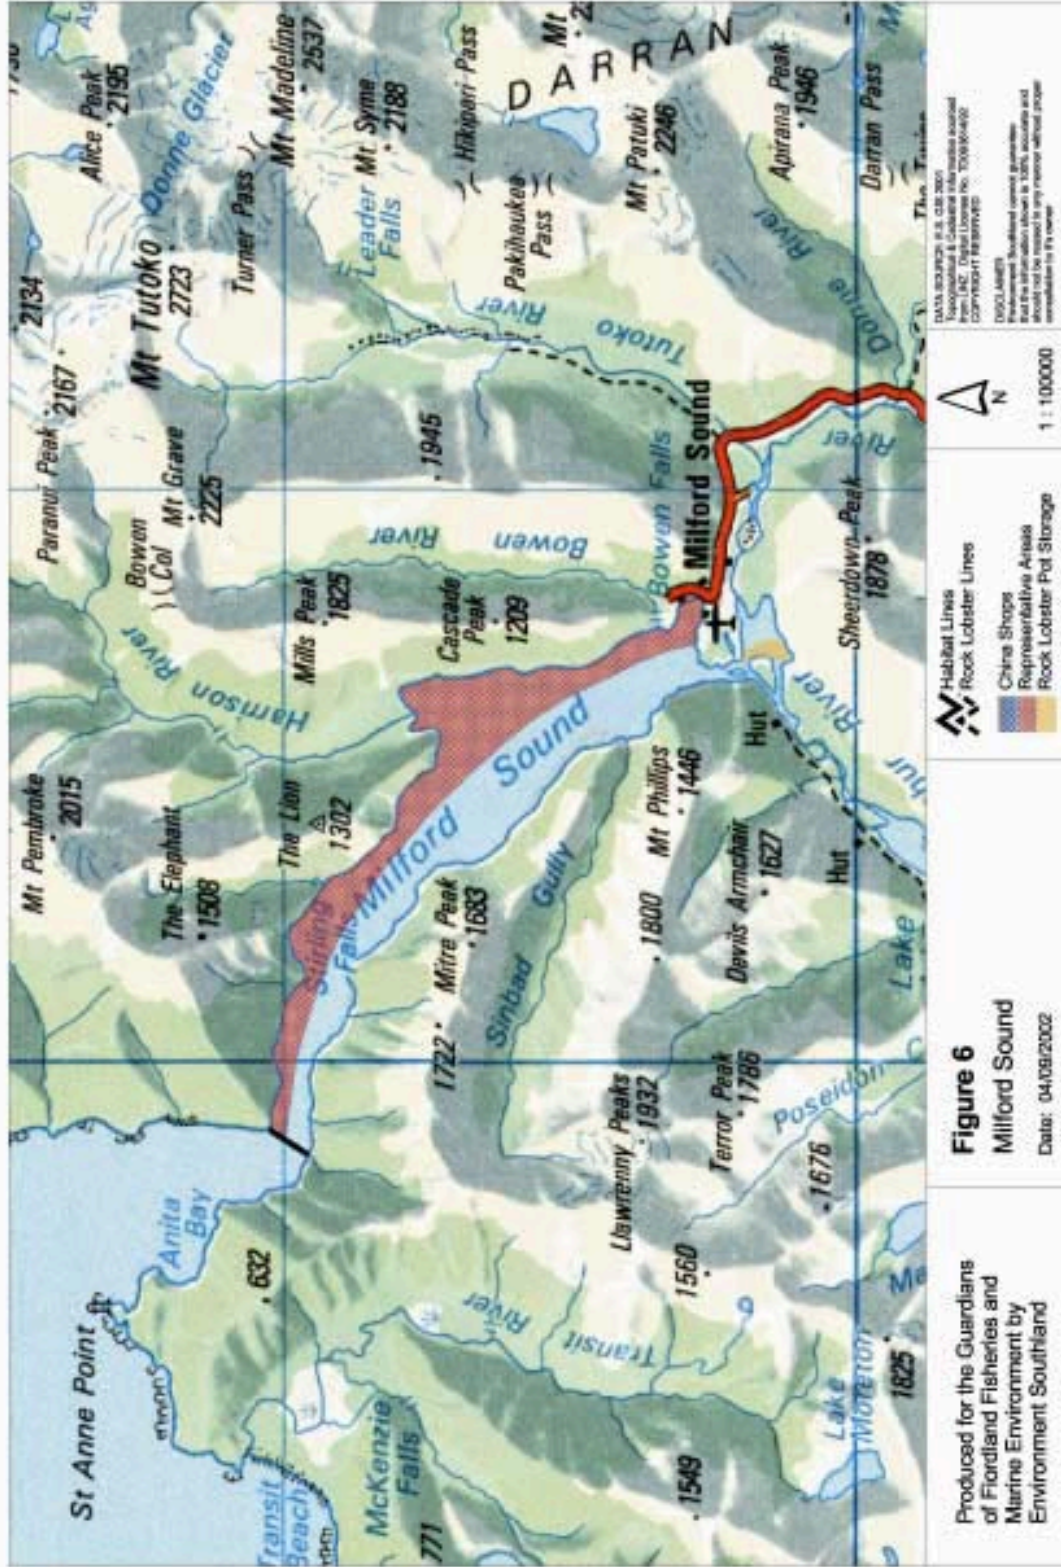 St Anne Point
Transit
Beach
McKenzie
Falls
771
Anita
Bay
632
Transit
River
1549
Lake
Moreton
1825
1560
Llawrenny Peaks
1932
Terror Peak
1786
1676
Poseidon
1722
Mitre Peak
1683
Sinbad
Gully
1800
Devils Armchair
1627
Mt Phillips
1446
Hut
Hut
Lake
River
Mt Pembroke
2015
The Elephant
1508
The Lion
1302
Stirling
Falls
Milford
Sound
Harrison
River
Mills Peak
1825
Cascade
Peak
1209
Bowen
Col
Mt Grave
2225
Paranui Peak
2167
2134
Bowen
River
Bowen Falls
Milford Sound
1945
Mt Tutoko
2723
Donne Glacier
Alice Peak
2195
Turner Pass
Mt Madeline
2537
Leader
Falls
Mt Syme
2188
Hikipari Pass
Pakihaukea
Pass
DARRAN
Mt
Mt Patuki
2246
Apirana Peak
1946
Darran Pass
Tutoko
River
Donne
River
River
Sheerdown Peak
1878
Produced for the Guardians
of Fiordland Fisheries and
Marine Environment by
Environment Southland
Figure 6
Milford Sound
Date: 04/09/2002
Habitat Lines
Rock Lobster Lines
China Shops
Representative Areas
Rock Lobster Pot Storage
N
1 : 100000
DISCLAIMER